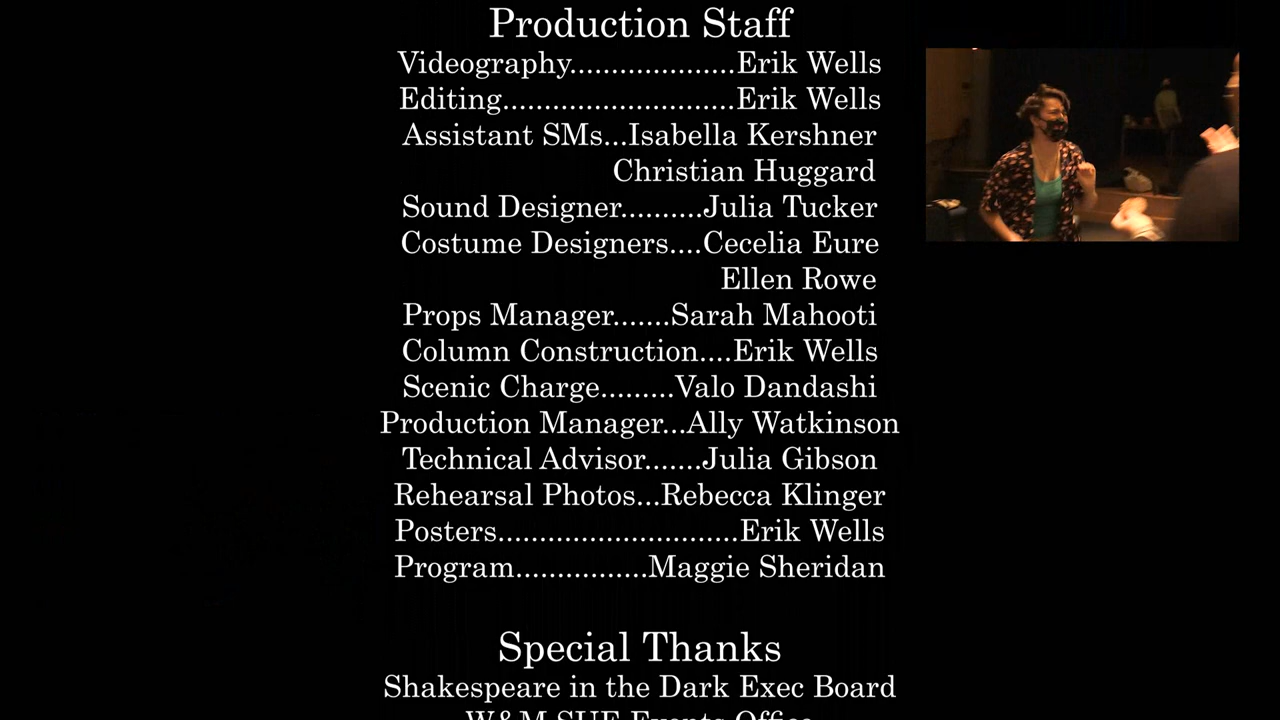 Production Staff
Videography....................Erik Wells
Editing............................Erik Wells
Assistant SMs...Isabella Kershner
Christian Huggard
Sound Designer..........Julia Tucker
Costume Designers....Cecelia Eure
Ellen Rowe
Props Manager.......Sarah Mahooti
Column Construction....Erik Wells
Scenic Charge.........Valo Dandashi
Production Manager...Ally Watkinson
Technical Advisor.......Julia Gibson
Rehearsal Photos...Rebecca Klinger
Posters.............................Erik Wells
Program................Maggie Sheridan
Special Thanks
Shakespeare in the Dark Exec Board
W&M SUE Events Office